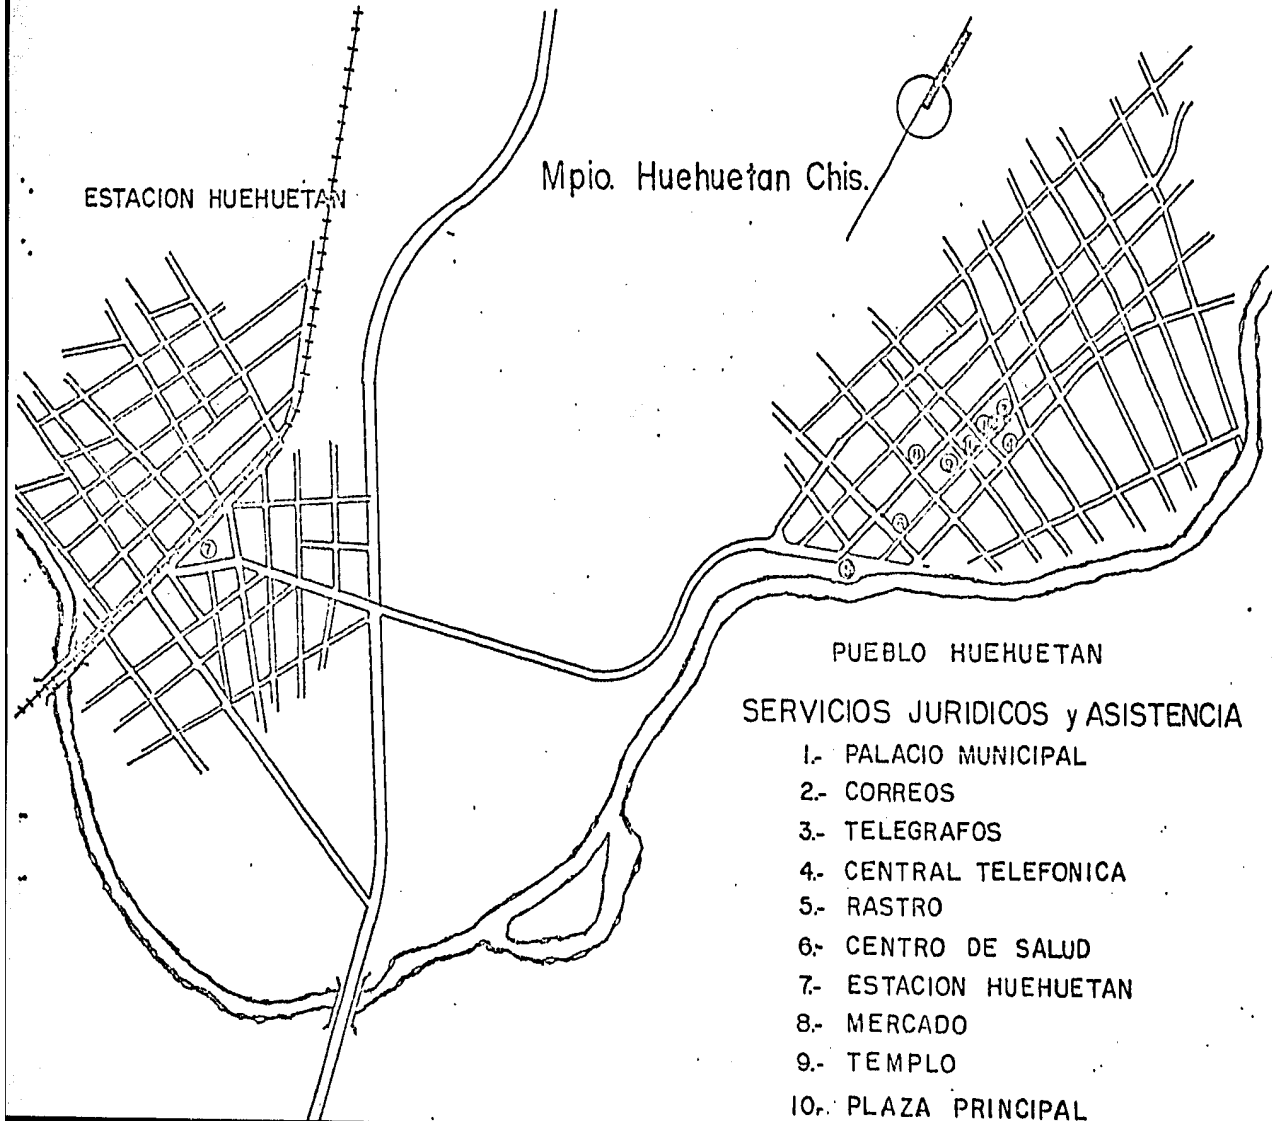 Mpio. Huehuetan Chis.
ESTACION HUEHUETAN
7
PUEBLO HUEHUETAN
SERVICIOS JURIDICOS y ASISTENCIA
1.- PALACIO MUNICIPAL
2.- CORREOS
3.- TELEGRAFOS
4.- CENTRAL TELEFONICA
5.- RASTRO
6.- CENTRO DE SALUD
7.- ESTACION HUEHUETAN
8.- MERCADO
9.- TEMPLO
10.- PLAZA PRINCIPAL